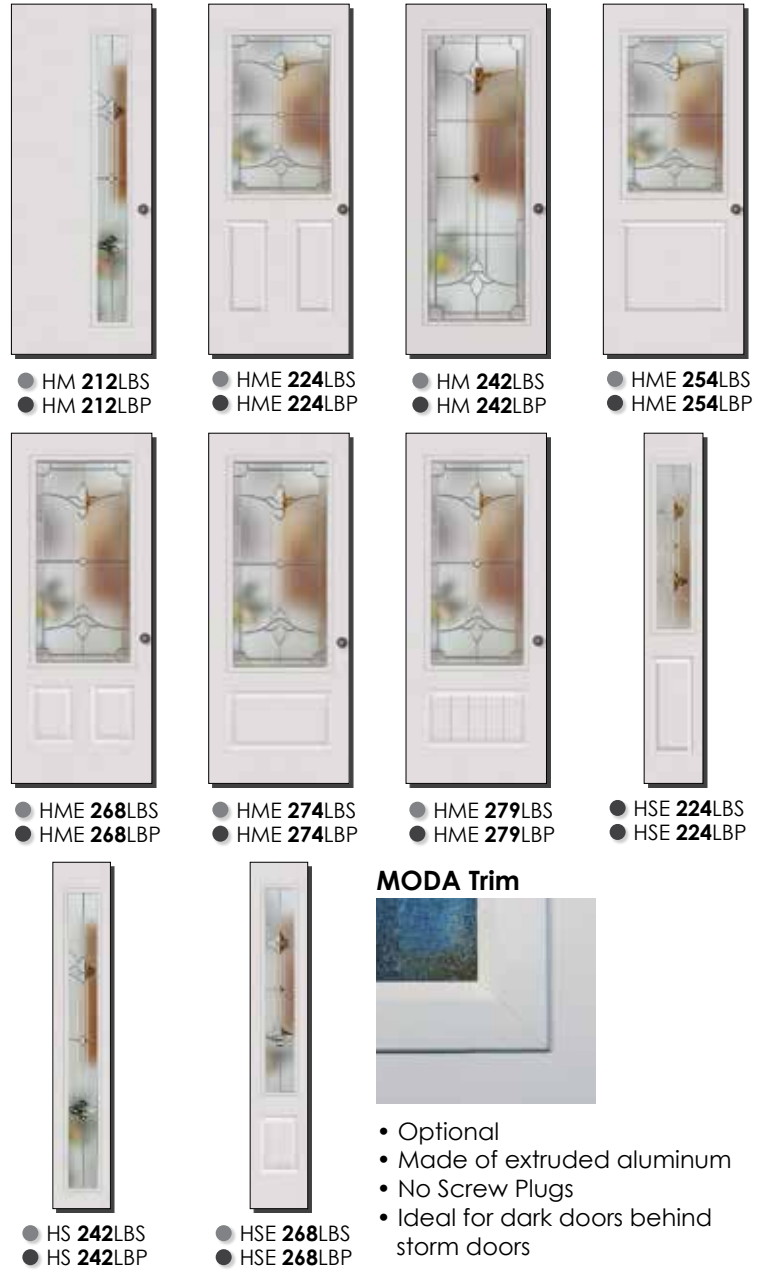 HM 212LBS
HM 212LBP
HME 224LBS
HME 224LBP
HM 242LBS
HM 242LBP
HME 254LBS
HME 254LBP
HME 268LBS
HME 268LBP
HME 274LBS
HME 274LBP
HME 279LBS
HME 279LBP
HSE 224LBS
HSE 224LBP
HS 242LBS
HS 242LBP
HSE 268LBS
HSE 268LBP
MODA Trim
• Optional
• Made of extruded aluminum
• No Screw Plugs
• Ideal for dark doors behind
storm doors